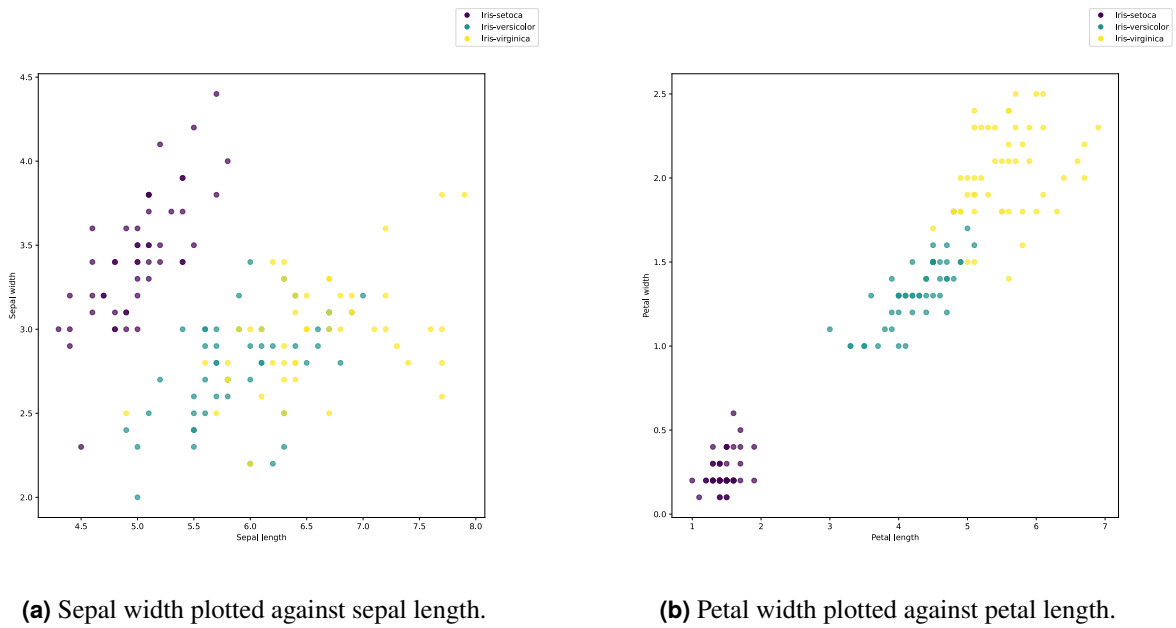 Iris-setoca
Iris-versicolor
Iris-virginica
4.5
4.0
3.5
3.0
2.5
2.0
Sepal width
4.5 5.0 5.5 6.0 6.5 7.0 7.5 8.0
Sepal length
(a) Sepal width plotted against sepal length.
Iris-setoca
Iris-versicolor
Iris-virginica
2.5
2.0
1.5
1.0
0.5
0.0
Petal width
1 2 3 4 5 6 7
Petal length
(b) Petal width plotted against petal length.